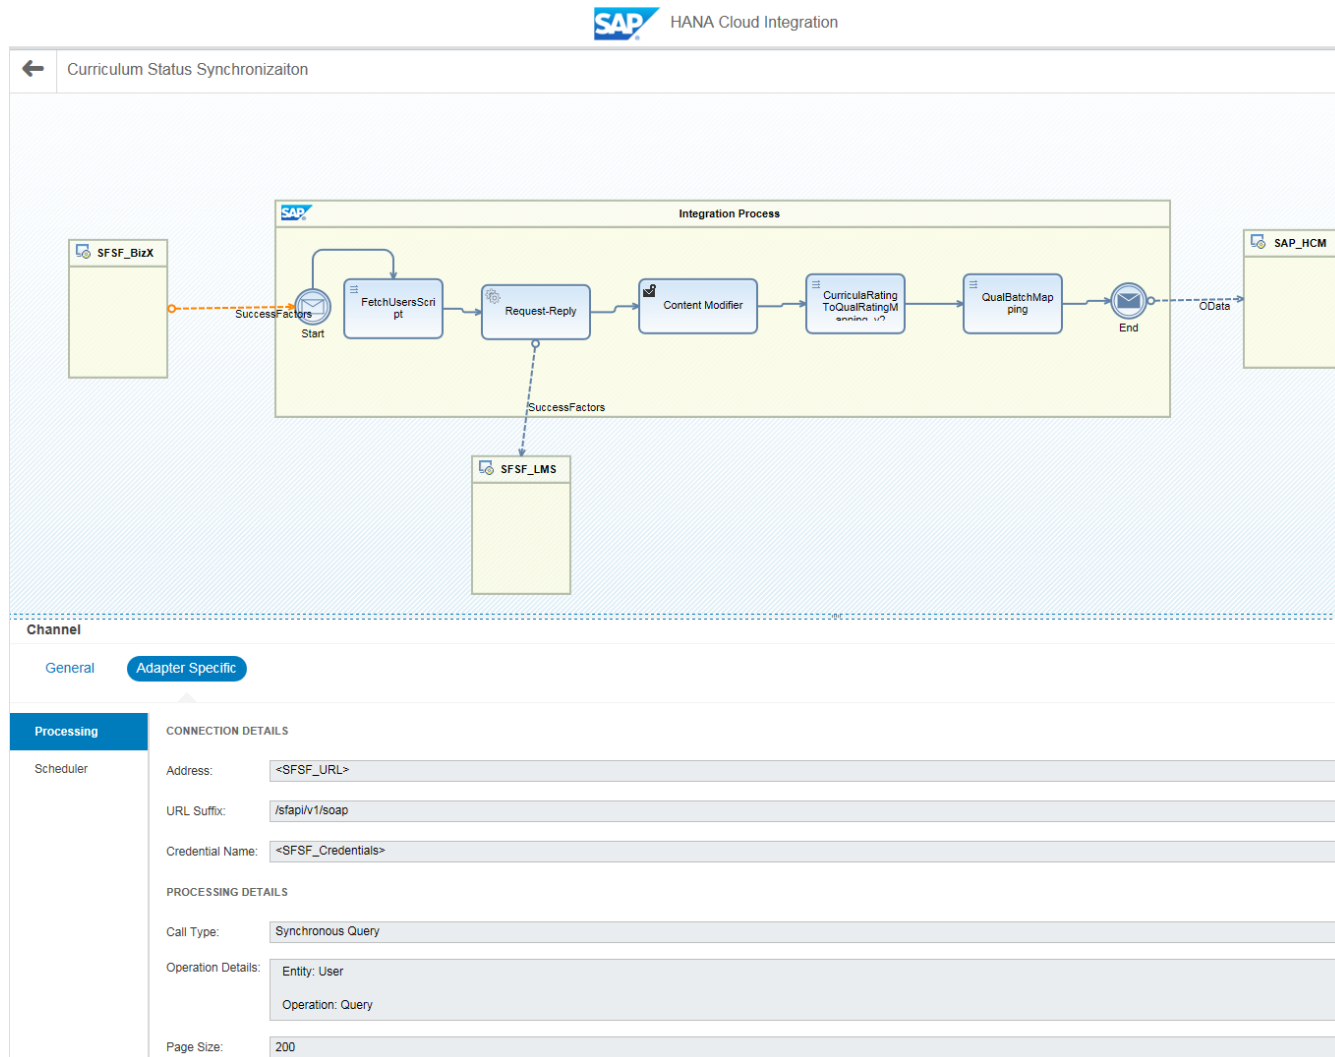 SAP HANA Cloud Integration
Curriculum Status Synchronizaiton
SAP Integration Process
SFSF_BizX
SAP_HCM
SuccessFactors
Start
FetchUsersScri
pt
Request-Reply
Content Modifier
CurriculaRating
ToQualRatingM
apping_v2
QualBatchMap
ping
End
OData
SuccessFactors
SFSF_LMS
Channel
General
Adapter Specific
Processing
Scheduler
CONNECTION DETAILS
Address: <SFSF_URL>
URL Suffix: /sfapi/v1/soap
Credential Name: <SFSF_Credentials>
PROCESSING DETAILS
Call Type: Synchronous Query
Operation Details: Entity: User
Operation: Query
Page Size: 200